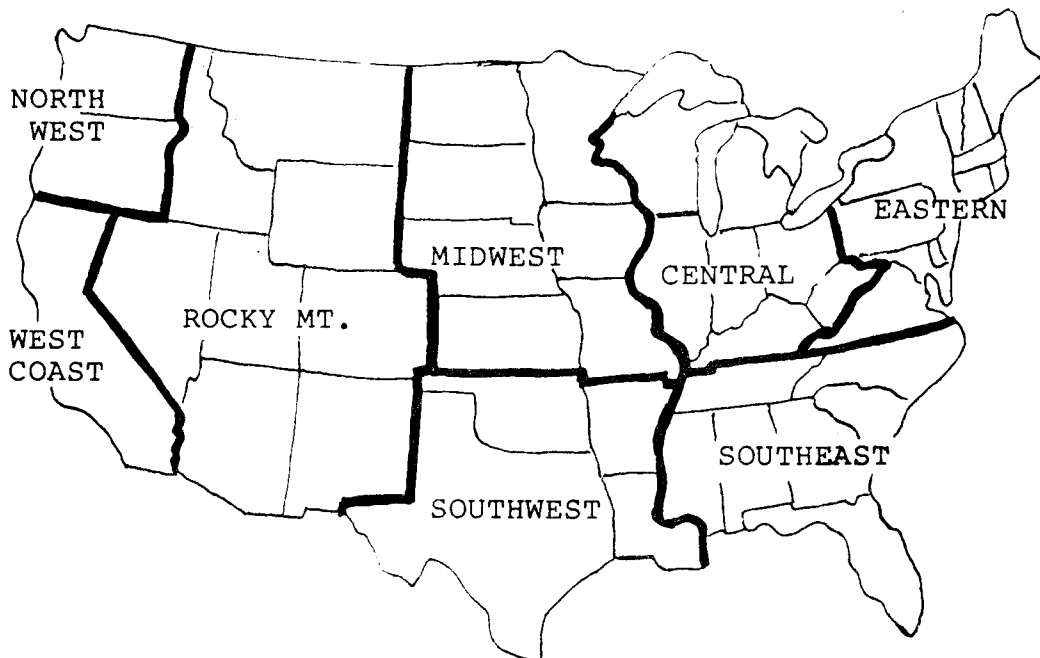 NORTH
WEST
EASTERN
MIDWEST
CENTRAL
ROCKY MT.
WEST
COAST
SOUTHEAST
SOUTHWEST